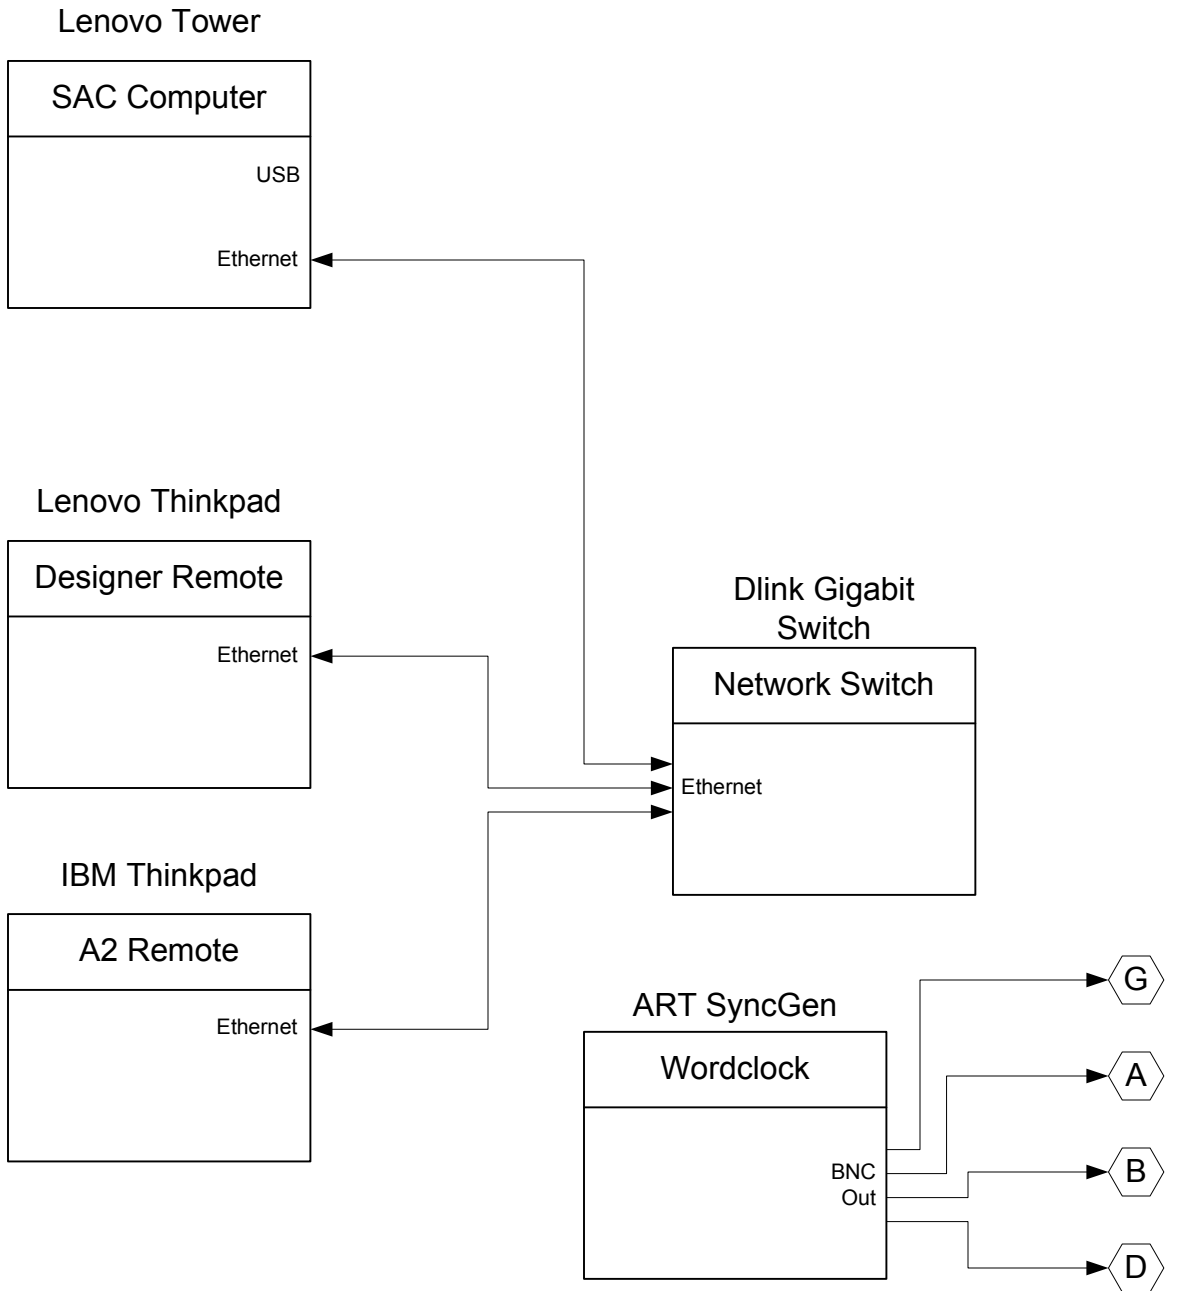 Lenovo Tower
SAC Computer
USB
Ethernet
Lenovo Thinkpad
Designer Remote
Ethernet
Dlink Gigabit
Switch
Network Switch
Ethernet
IBM Thinkpad
A2 Remote
Ethernet
ART SyncGen
Wordclock
BNC
Out
G
A
B
D